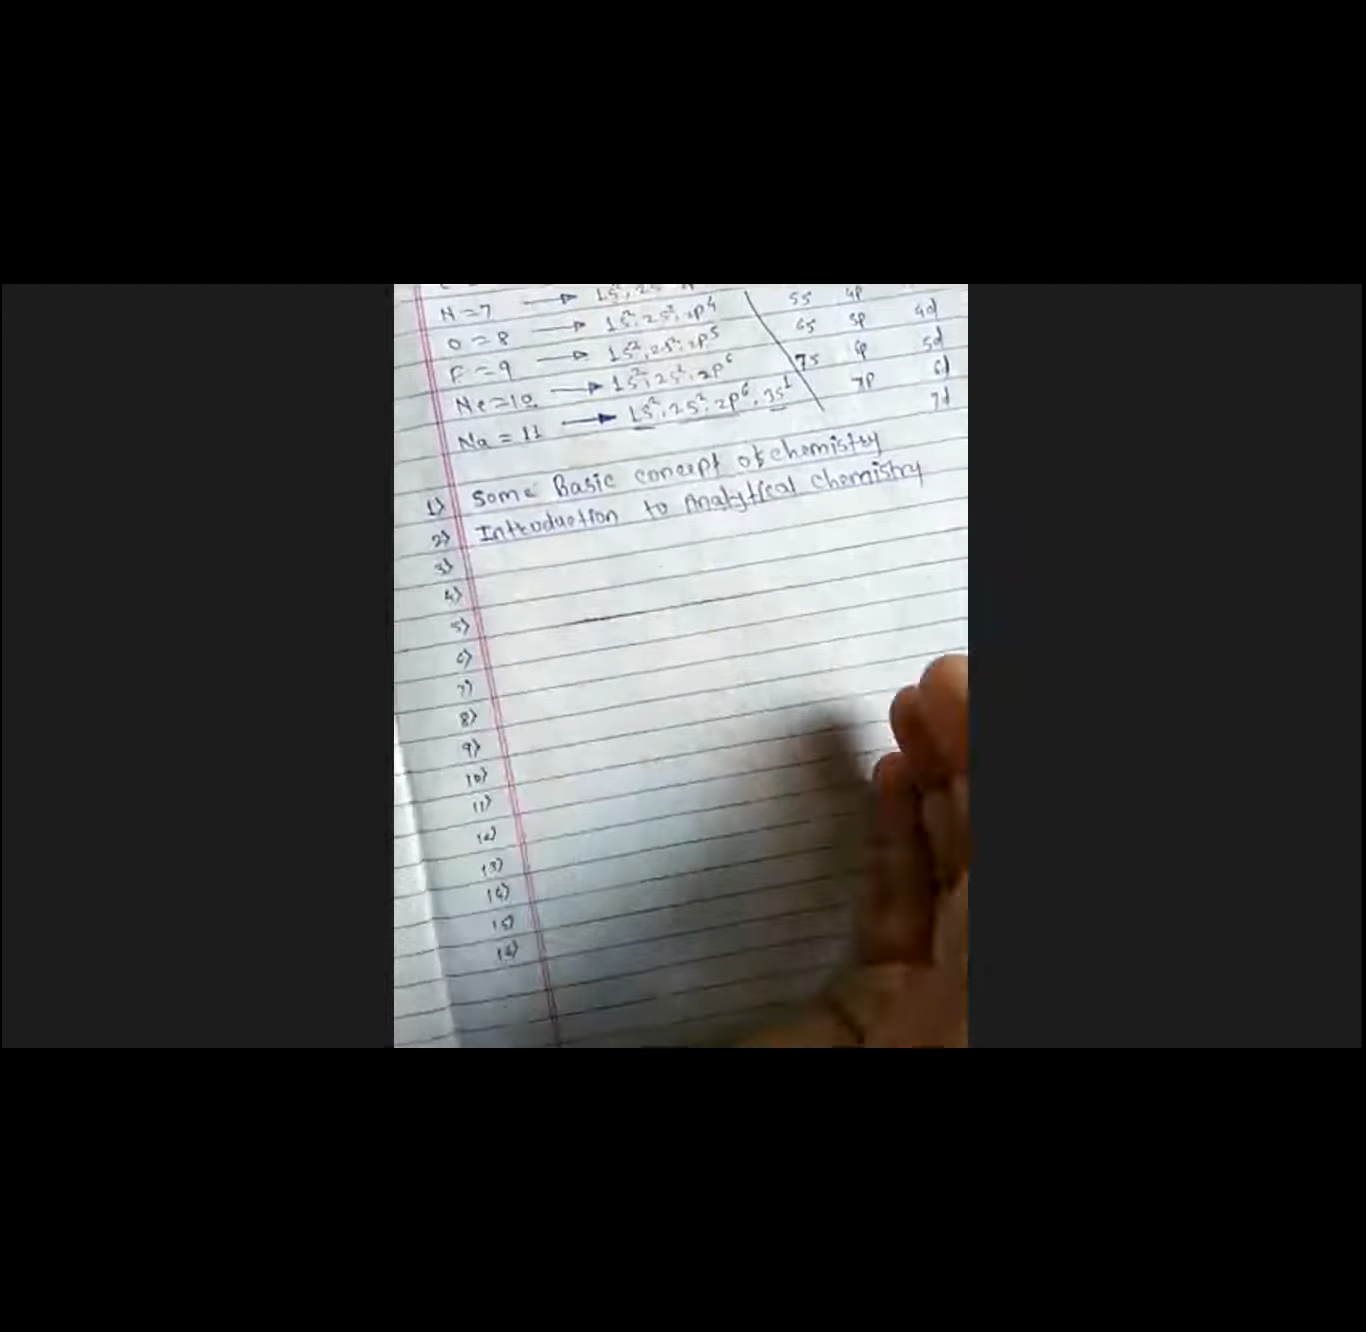 N = 7 → 1s², 2s² 5s 4p
O = 8 → 1s², 2s², 2p⁴ 6s 5p 4d
F = 9 → 1s², 2s², 2p⁵ 7s 6p 5d
Ne = 10 → 1s², 2s², 2p⁶ 7p 6d
Na = 11 → 1s², 2s², 2p⁶, 3s¹ 7d
1) Some Basic concept of chemistry
2) Introduction to Analytical chemistry
3)
4)
5)
6)
7)
8)
9)
10)
11)
12)
13)
14)
15)
16)